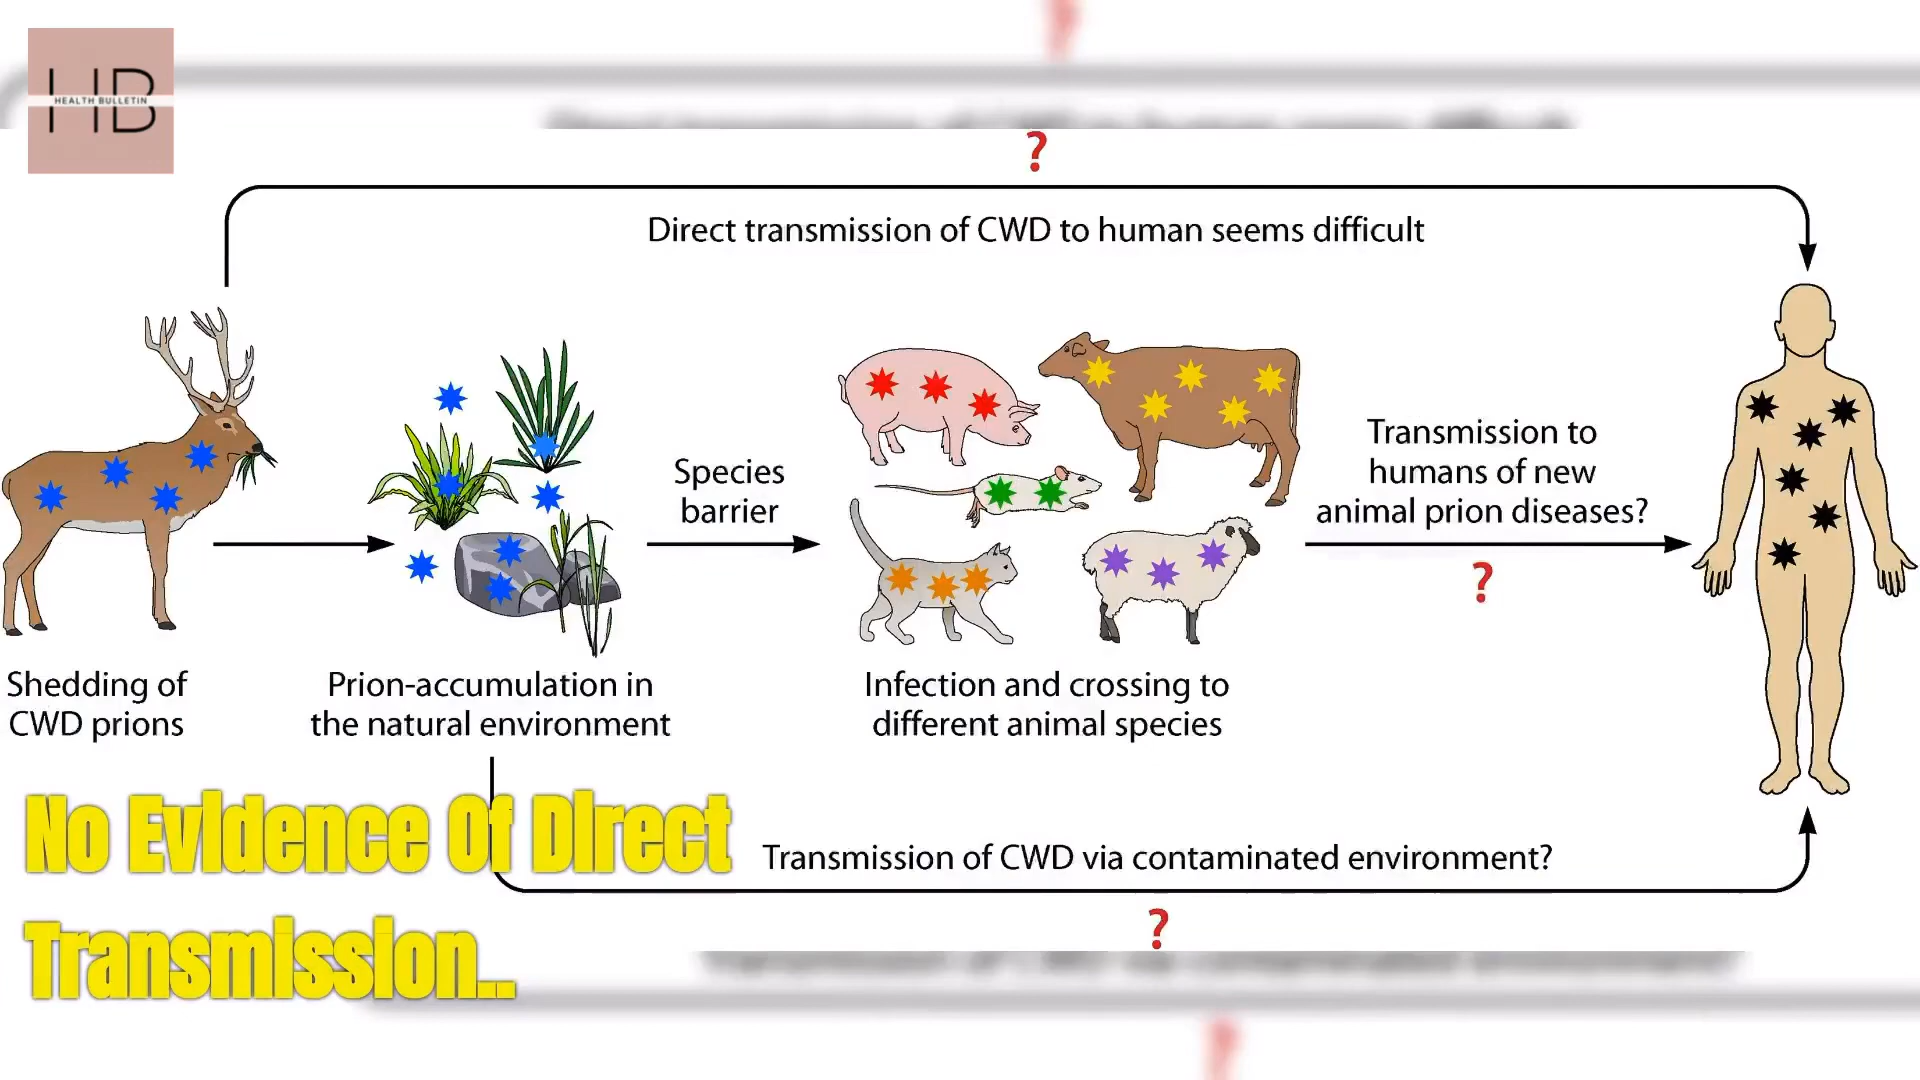 HB
HEALTH BULLETIN
?
Direct transmission of CWD to human seems difficult
Species
barrier
Transmission to
humans of new
animal prion diseases?
?
Shedding of
CWD prions
Prion-accumulation in
the natural environment
Infection and crossing to
different animal species
No Evidence Of Direct
Transmission..
Transmission of CWD via contaminated environment?
?